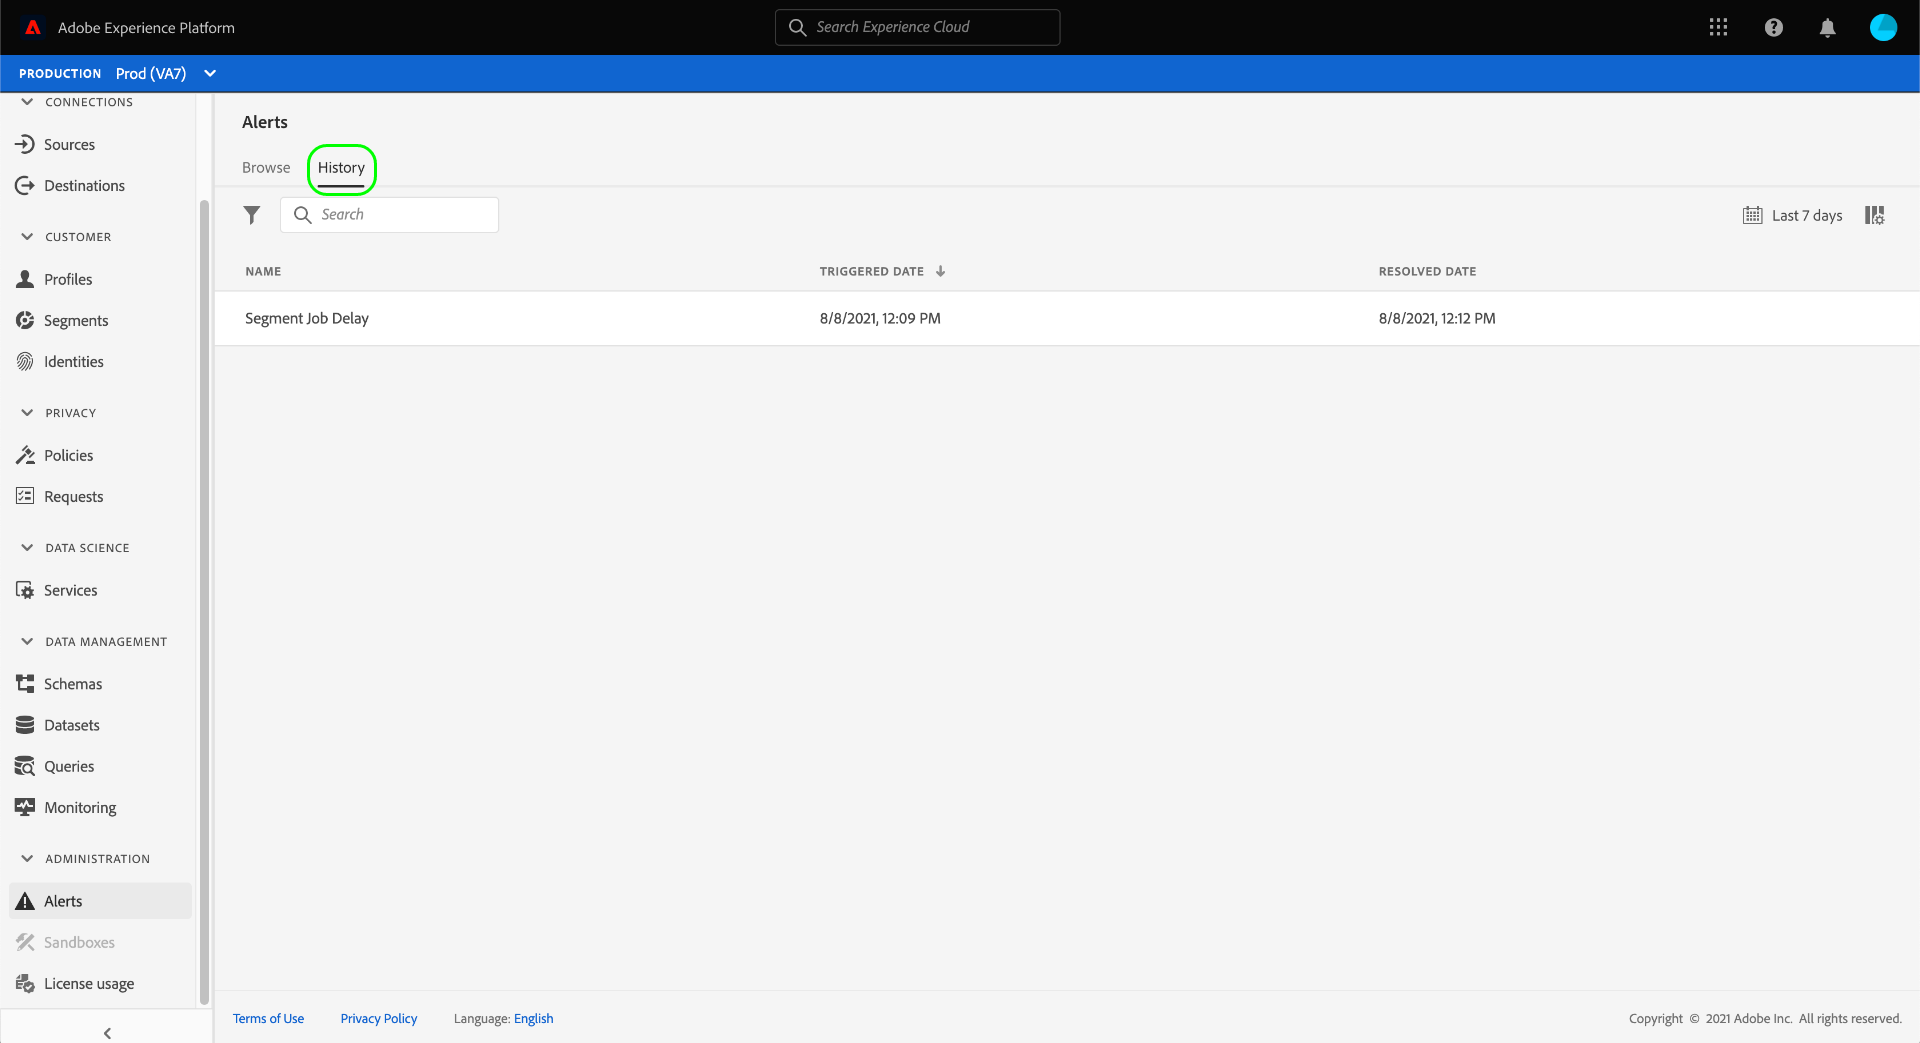 Adobe Experience Platform
Search Experience Cloud
PRODUCTION Prod (VA7)
CONNECTIONS
Sources
Destinations
CUSTOMER
Profiles
Segments
Identities
PRIVACY
Policies
Requests
DATA SCIENCE
Services
DATA MANAGEMENT
Schemas
Datasets
Queries
Monitoring
ADMINISTRATION
Alerts
Sandboxes
License usage
Alerts
Browse History
Search
Last 7 days
NAME TRIGGERED DATE RESOLVED DATE
Segment Job Delay 8/8/2021, 12:09 PM 8/8/2021, 12:12 PM
Terms of Use Privacy Policy Language: English Copyright © 2021 Adobe Inc. All rights reserved.